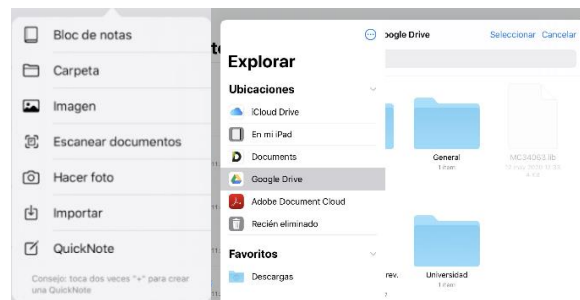 Bloc de notas
Carpeta
Imagen
Escanear documentos
Hacer foto
Importar
QuickNote
Consejo: toca dos veces "+" para crear
una QuickNote
Explorar
Ubicaciones
iCloud Drive
En mi iPad
Documents
Google Drive
Adobe Document Cloud
Recién eliminado
Favoritos
Descargas
oogle Drive
Seleccionar Cancelar
General
1 ítem
MC34063.lib
rev.
Universidad
1 ítem